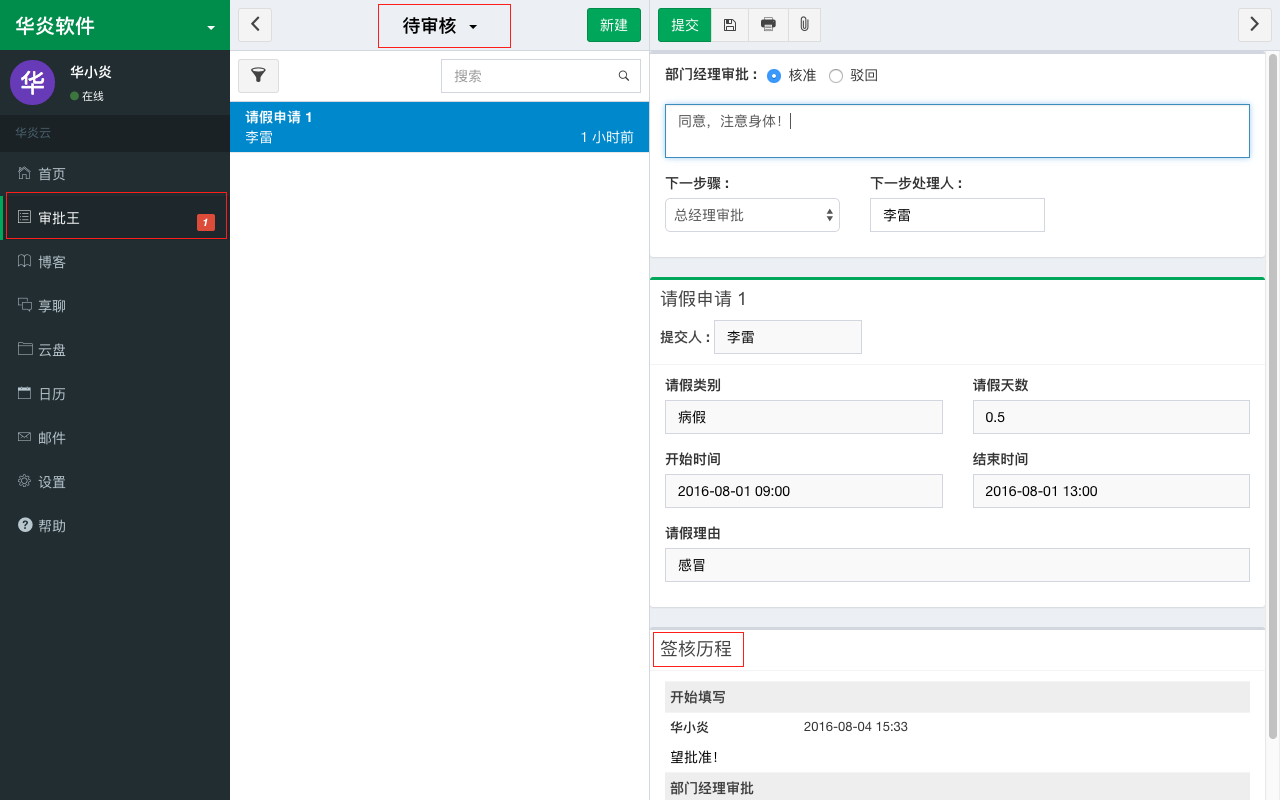 华炎软件
华
华小炎
在线
华炎云
首页
审批王
1
博客
享聊
云盘
日历
邮件
设置
帮助
待审核
新建
搜索
请假申请 1
李雷
1 小时前
提交
部门经理审批：
核准
驳回
同意，注意身体！
下一步骤：
下一步处理人：
总经理审批
李雷
请假申请 1
提交人：
李雷
请假类别
请假天数
病假
0.5
开始时间
结束时间
2016-08-01 09:00
2016-08-01 13:00
请假理由
感冒
签核历程
开始填写
华小炎
2016-08-04 15:33
望批准！
部门经理审批